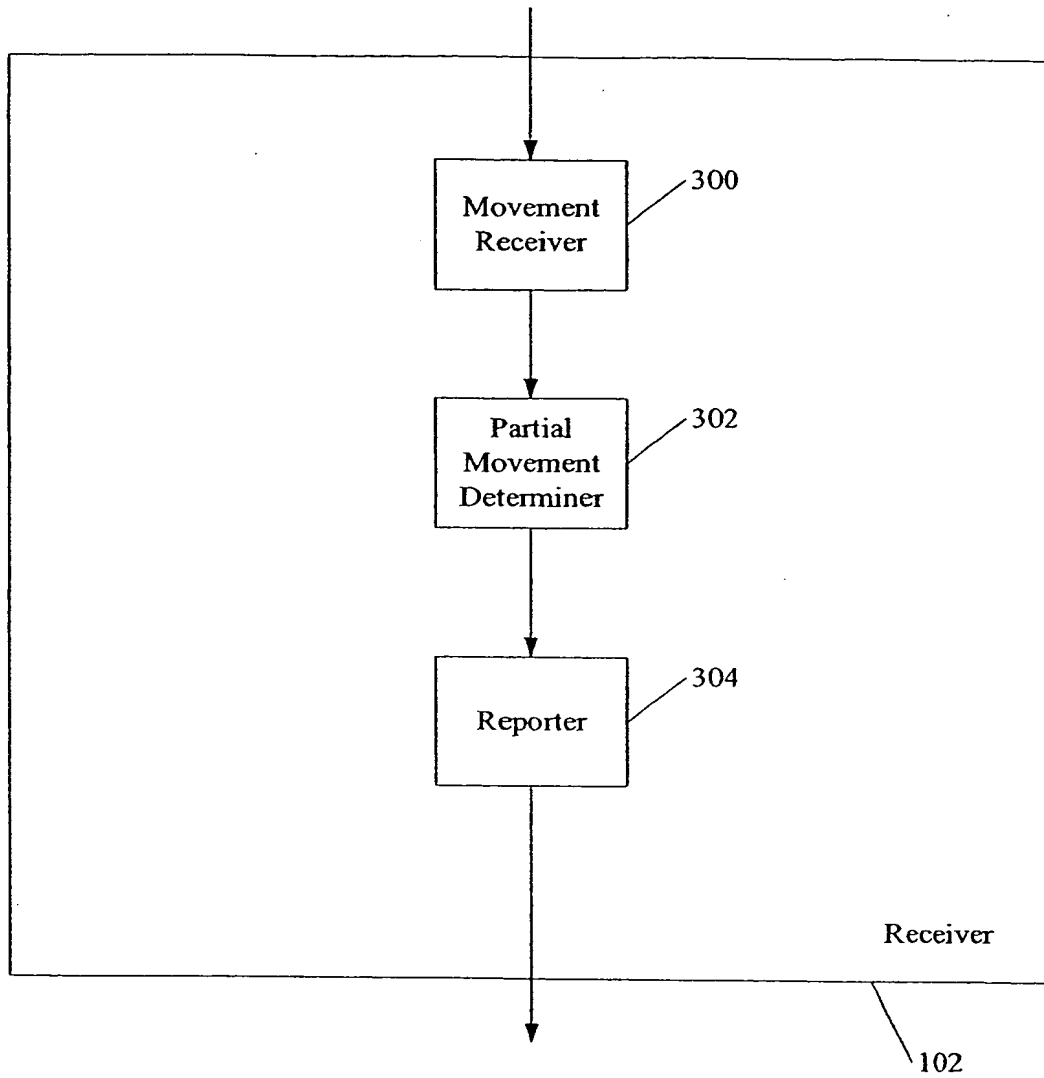 Movement
Receiver
300
Partial
Movement
Determiner
302
Reporter
304
Receiver
102